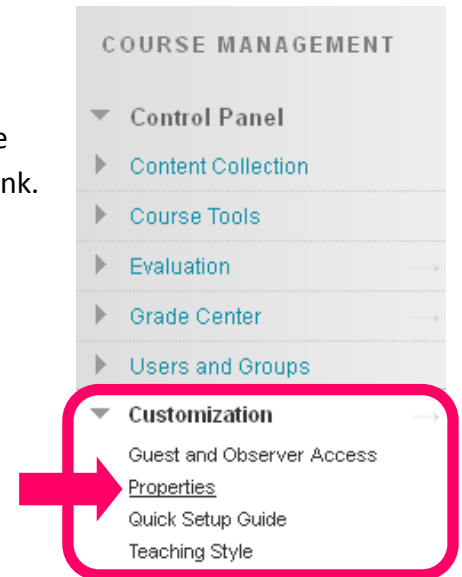 COURSE MANAGEMENT
Control Panel
e
Content Collection
nk.
Course Tools
Evaluation
Grade Center
Users and Groups
Customization
Guest and Observer Access
Properties
Quick Setup Guide
Teaching Style